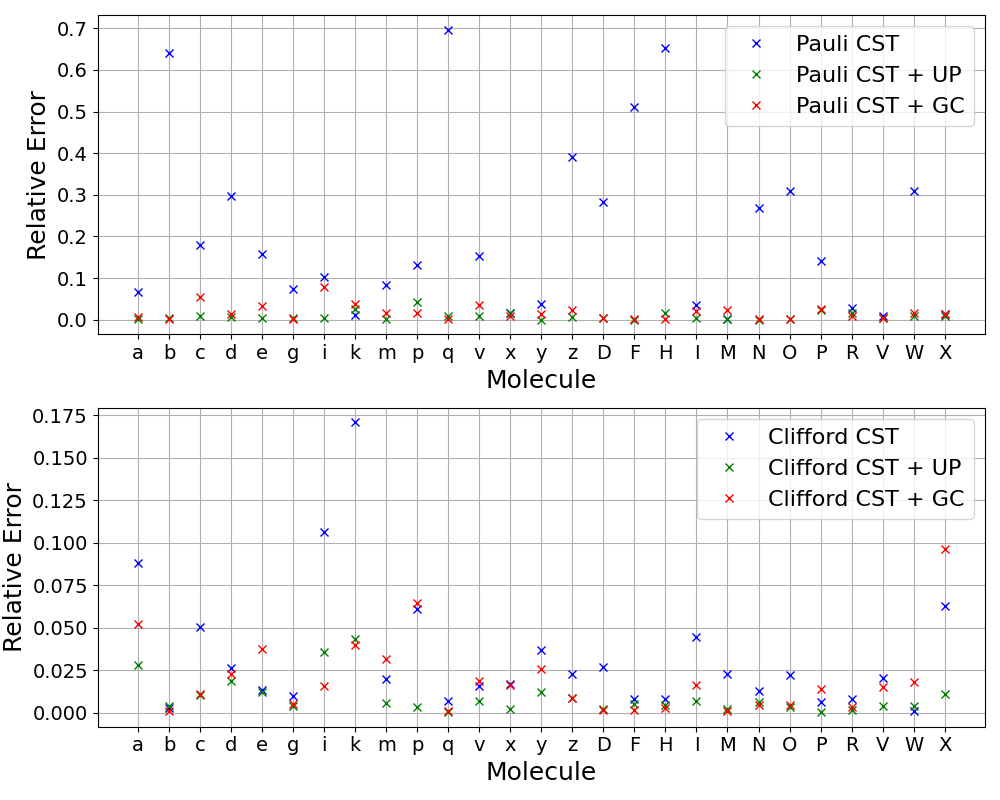 0.7
0.6
0.5
0.4
0.3
0.2
0.1
0.0
Relative Error
Pauli CST
Pauli CST + UP
Pauli CST + GC
a b c d e g i k m p q v x y z D F H I M N O P R V W X
Molecule
0.175
0.150
0.125
0.100
0.075
0.050
0.025
0.000
Relative Error
Clifford CST
Clifford CST + UP
Clifford CST + GC
a b c d e g i k m p q v x y z D F H I M N O P R V W X
Molecule